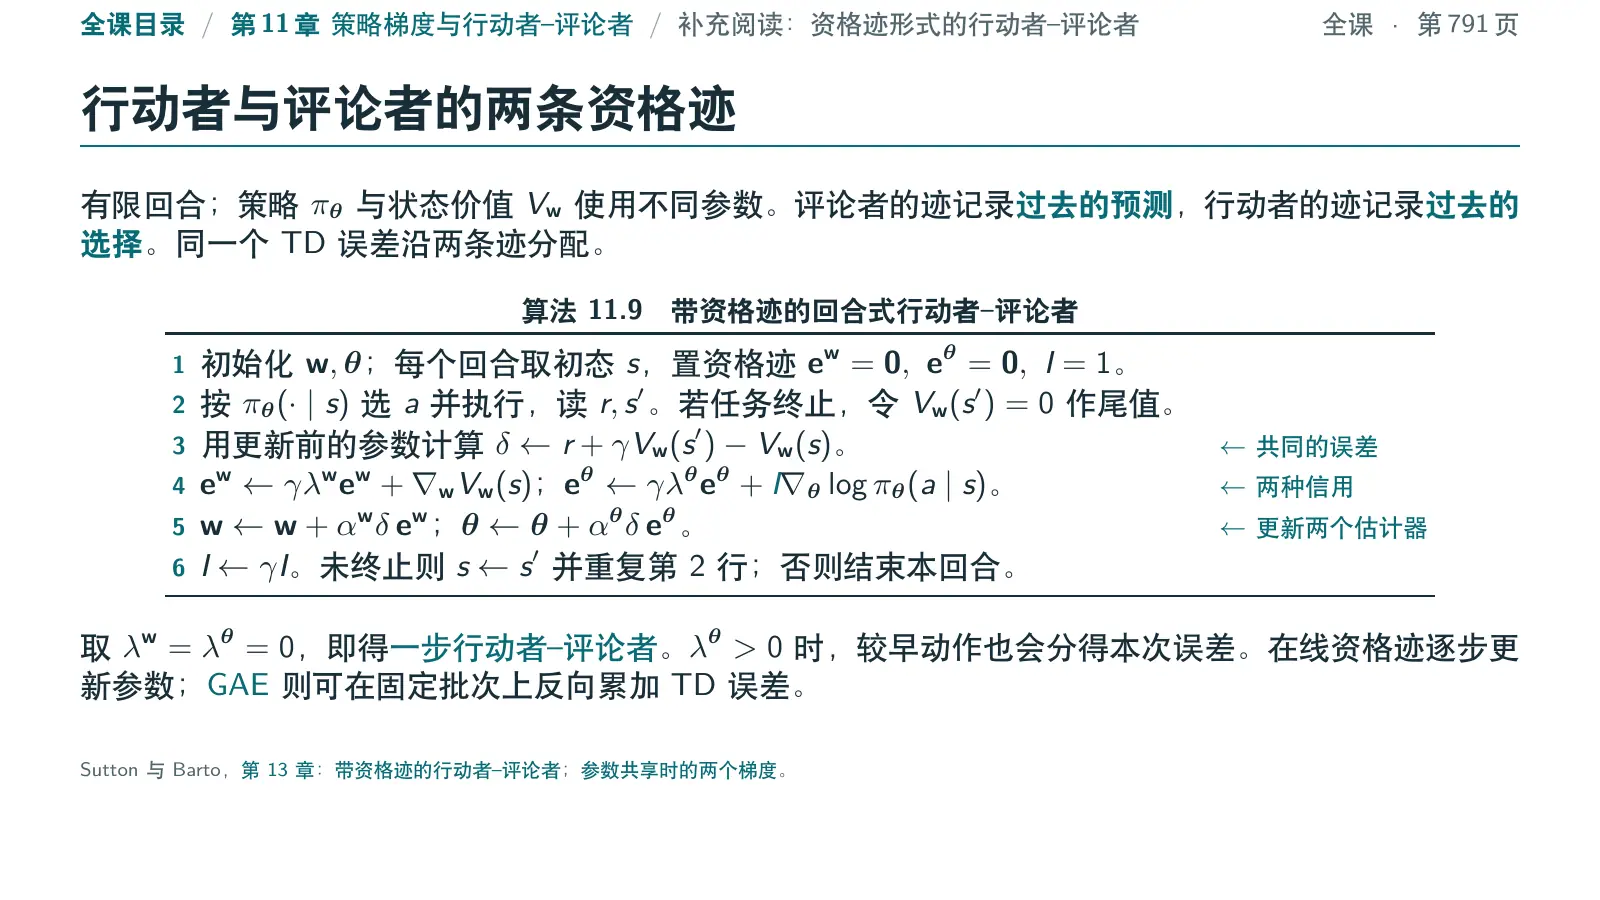 全课目录 / 第 11 章 策略梯度与行动者–评论者 / 补充阅读：资格迹形式的行动者–评论者 全课 · 第 791 页
行动者与评论者的两条资格迹
有限回合；策略 π_θ 与状态价值 V_w 使用不同参数。评论者的迹记录过去的预测，行动者的迹记录过去的
选择。同一个 TD 误差沿两条迹分配。
算法 11.9 带资格迹的回合式行动者–评论者
1 初始化 w, θ；每个回合取初态 s，置资格迹 e^w = 0, e^θ = 0, I = 1。
2 按 π_θ(· | s) 选 a 并执行，读 r, s′。若任务终止，令 V_w(s′) = 0 作尾值。
3 用更新前的参数计算 δ ← r + γV_w(s′) − V_w(s)。 ← 共同的误差
4 e^w ← γλ^w e^w + ∇_w V_w(s)；e^θ ← γλ^θ e^θ + I∇_θ log π_θ(a | s)。 ← 两种信用
5 w ← w + α^w δ e^w；θ ← θ + α^θ δ e^θ。 ← 更新两个估计器
6 I ← γI。未终止则 s ← s′ 并重复第 2 行；否则结束本回合。
取 λ^w = λ^θ = 0，即得一步行动者–评论者。λ^θ > 0 时，较早动作也会分得本次误差。在线资格迹逐步更
新参数；GAE 则可在固定批次上反向累加 TD 误差。
Sutton 与 Barto，第 13 章：带资格迹的行动者–评论者；参数共享时的两个梯度。